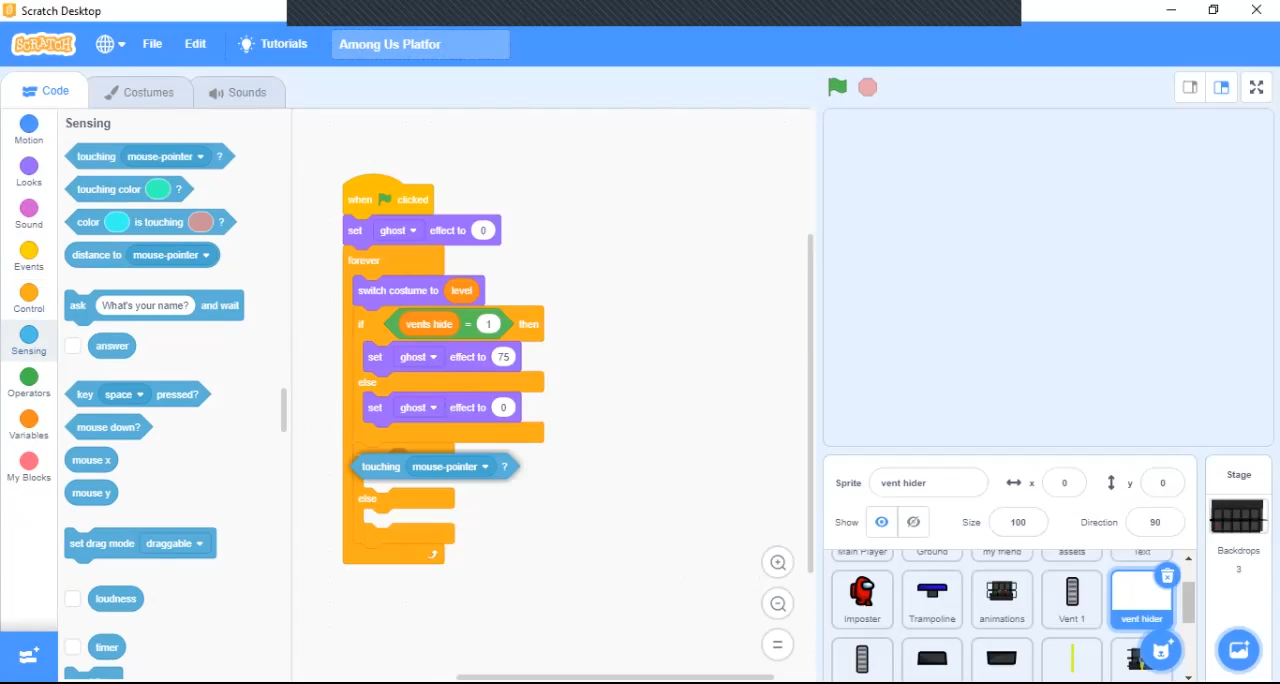 Scratch Desktop
SCRATCH
File
Edit
Tutorials
Among Us Platfor
Code
Costumes
Sounds
Motion
Looks
Sound
Events
Control
Sensing
Operators
Variables
My Blocks
Sensing
touching mouse-pointer ?
touching color ?
color is touching ?
distance to mouse-pointer
ask What's your name? and wait
answer
key space pressed?
mouse down?
mouse x
mouse y
set drag mode draggable
loudness
timer
when clicked
set ghost effect to 0
forever
switch costume to level
if vents hide = 1 then
set ghost effect to 75
else
set ghost effect to 0
touching mouse-pointer ?
else
Sprite vent hider x 0 y 0
Show Size 100 Direction 90
Main Player Ground my friend assets Text
Imposter Trampoline animations Vent 1 vent hider
Stage
Backdrops
3